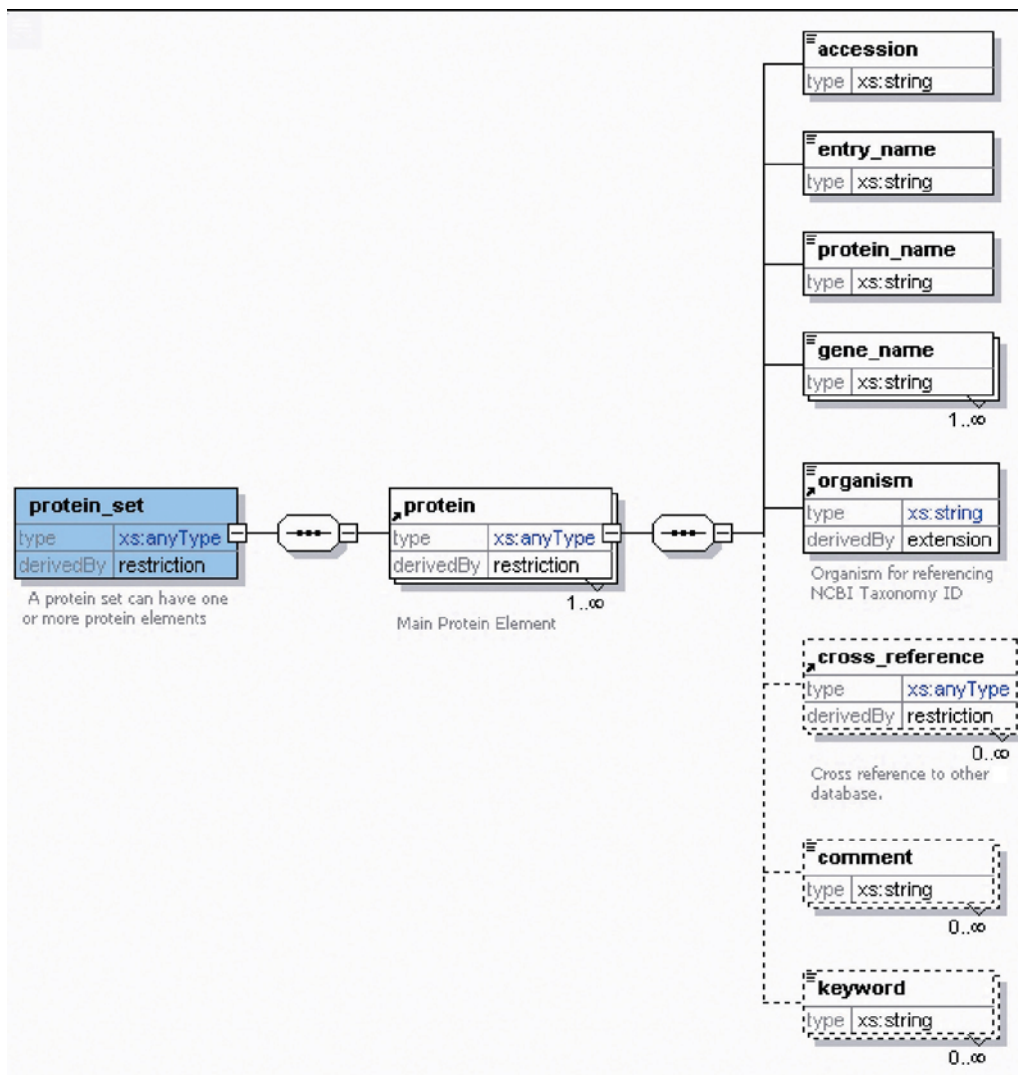 accession
type xs:string
entry_name
type xs:string
protein_name
type xs:string
gene_name
type xs:string
1..∞
protein_set
type xs:anyType
derivedBy restriction
A protein set can have one
or more protein elements
protein
type xs:anyType
derivedBy restriction
1..∞
Main Protein Element
organism
type xs:string
derivedBy extension
Organism for referencing
NCBI Taxonomy ID
cross_reference
type xs:anyType
derivedBy restriction
0..∞
Cross reference to other
database.
comment
type xs:string
0..∞
keyword
type xs:string
0..∞